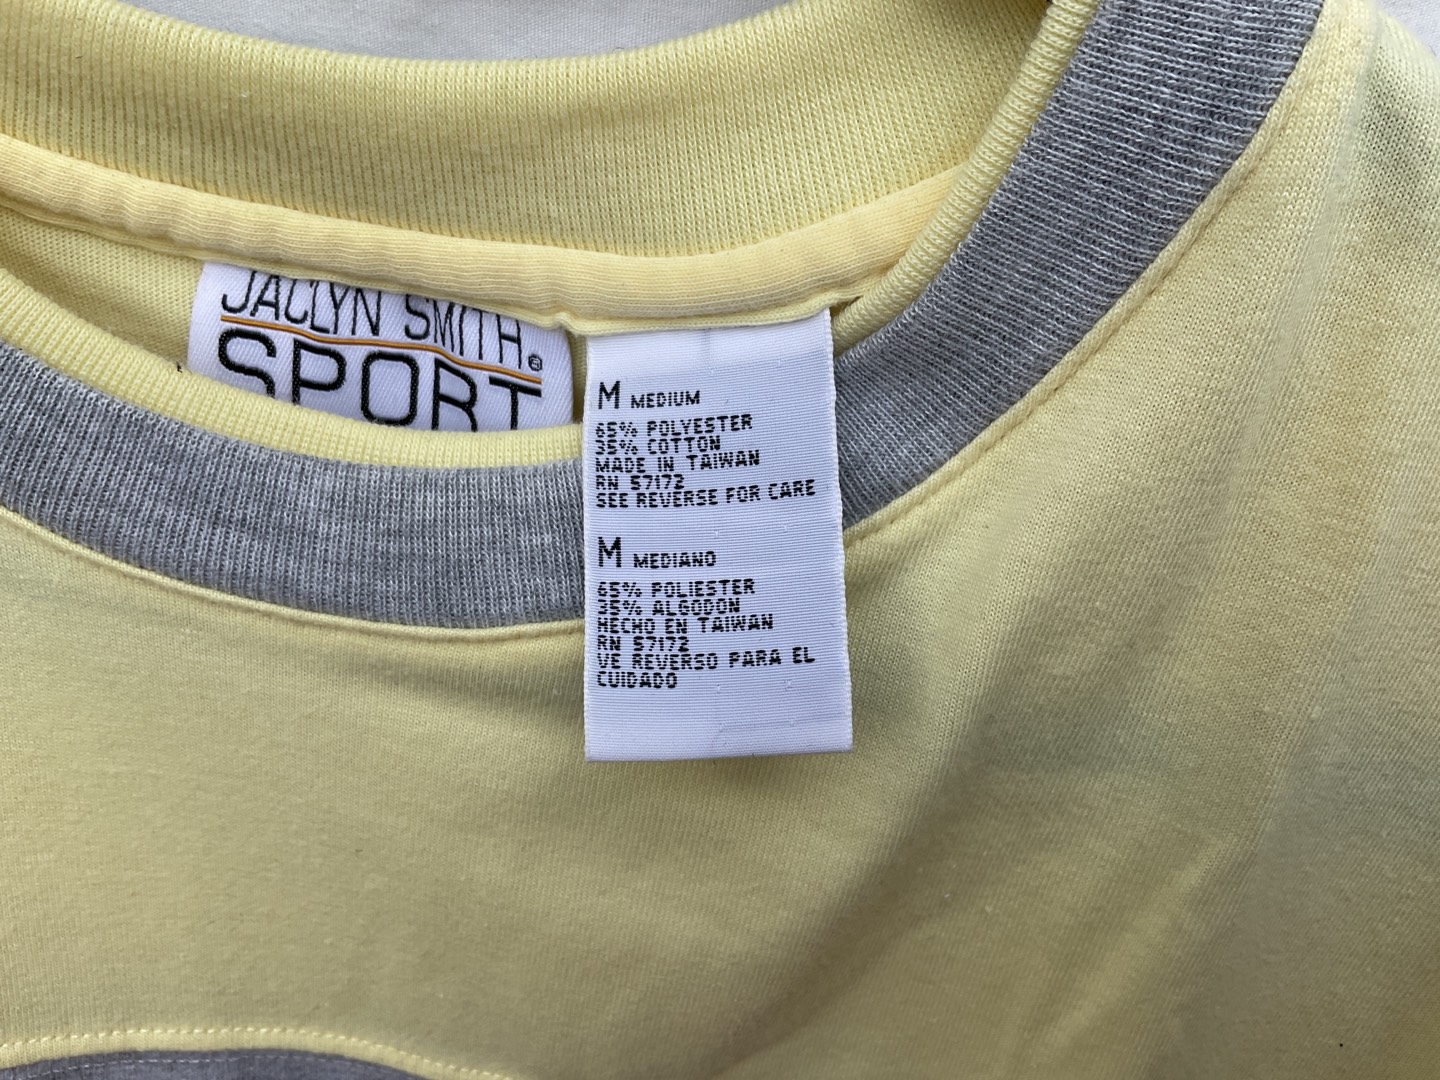 JACLYN SMITH®
SPORT
M MEDIUM
65% POLYESTER
35% COTTON
MADE IN TAIWAN
RN 57172
SEE REVERSE FOR CARE
M MEDIANO
65% POLIESTER
35% ALGODON
HECHO EN TAIWAN
RN 57172
VE REVERSO PARA EL
CUIDADO